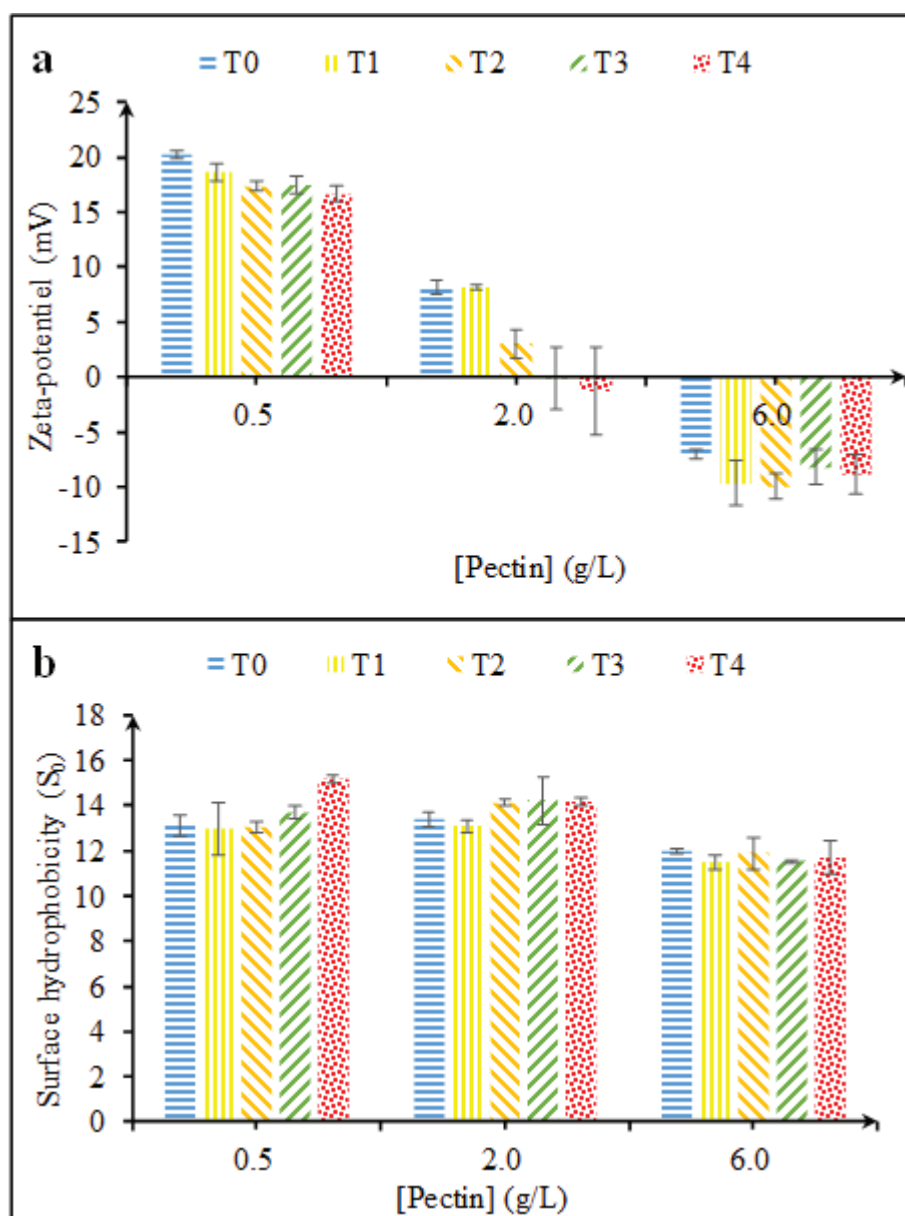 a
T0 T1 T2 T3 T4
25
20
15
10
5
0
-5
-10
-15
Zeta-potentiel (mV)
0.5 2.0 6.0
[Pectin] (g/L)
b
T0 T1 T2 T3 T4
18
16
14
12
10
8
6
4
2
0
Surface hydrophobicity (S0)
0.5 2.0 6.0
[Pectin] (g/L)